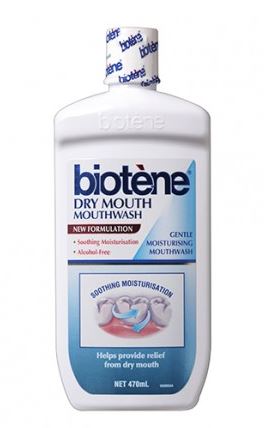 biotène
biotène
biotène®
DRY MOUTH
MOUTHWASH
NEW FORMULATION
• Soothing Moisturisation
• Alcohol-Free
GENTLE
MOISTURISING
MOUTHWASH
SOOTHING MOISTURISATION
Helps provide relief
from dry mouth
NET 470mL